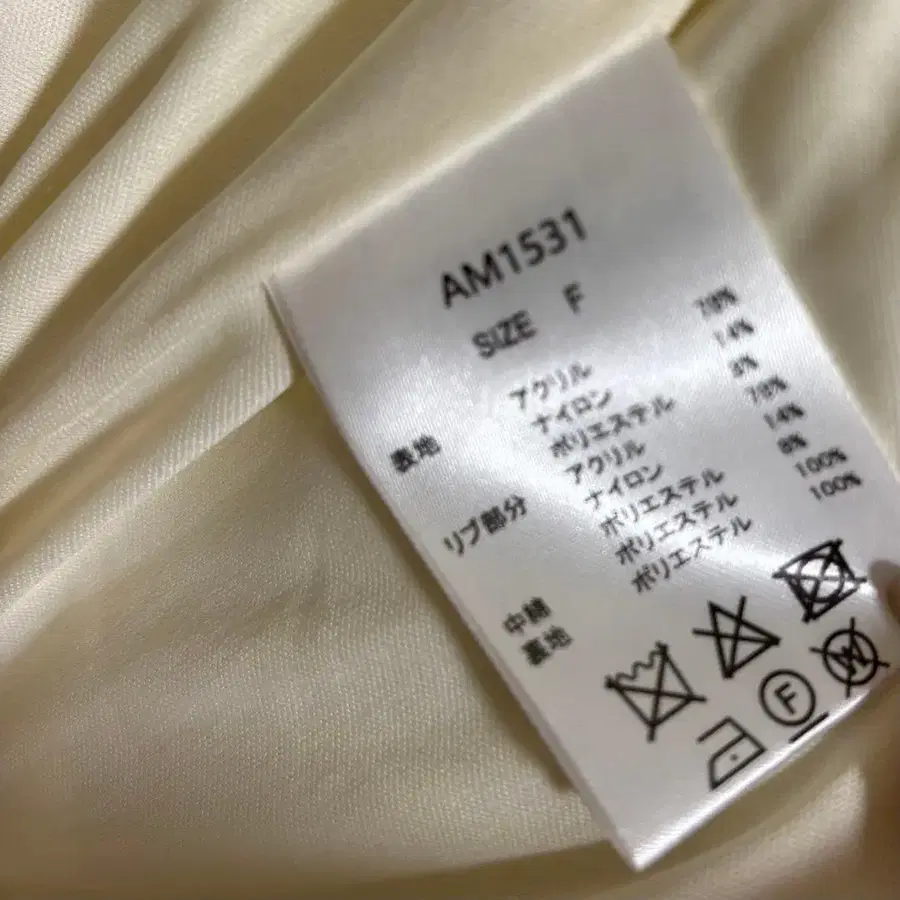 AM1531
SIZE F
表地 アクリル 78%
ナイロン 14%
ポリエステル 8%
リブ部分 アクリル 78%
ナイロン 14%
ポリエステル 8%
中綿 ポリエステル 100%
裏地 ポリエステル 100%
F W